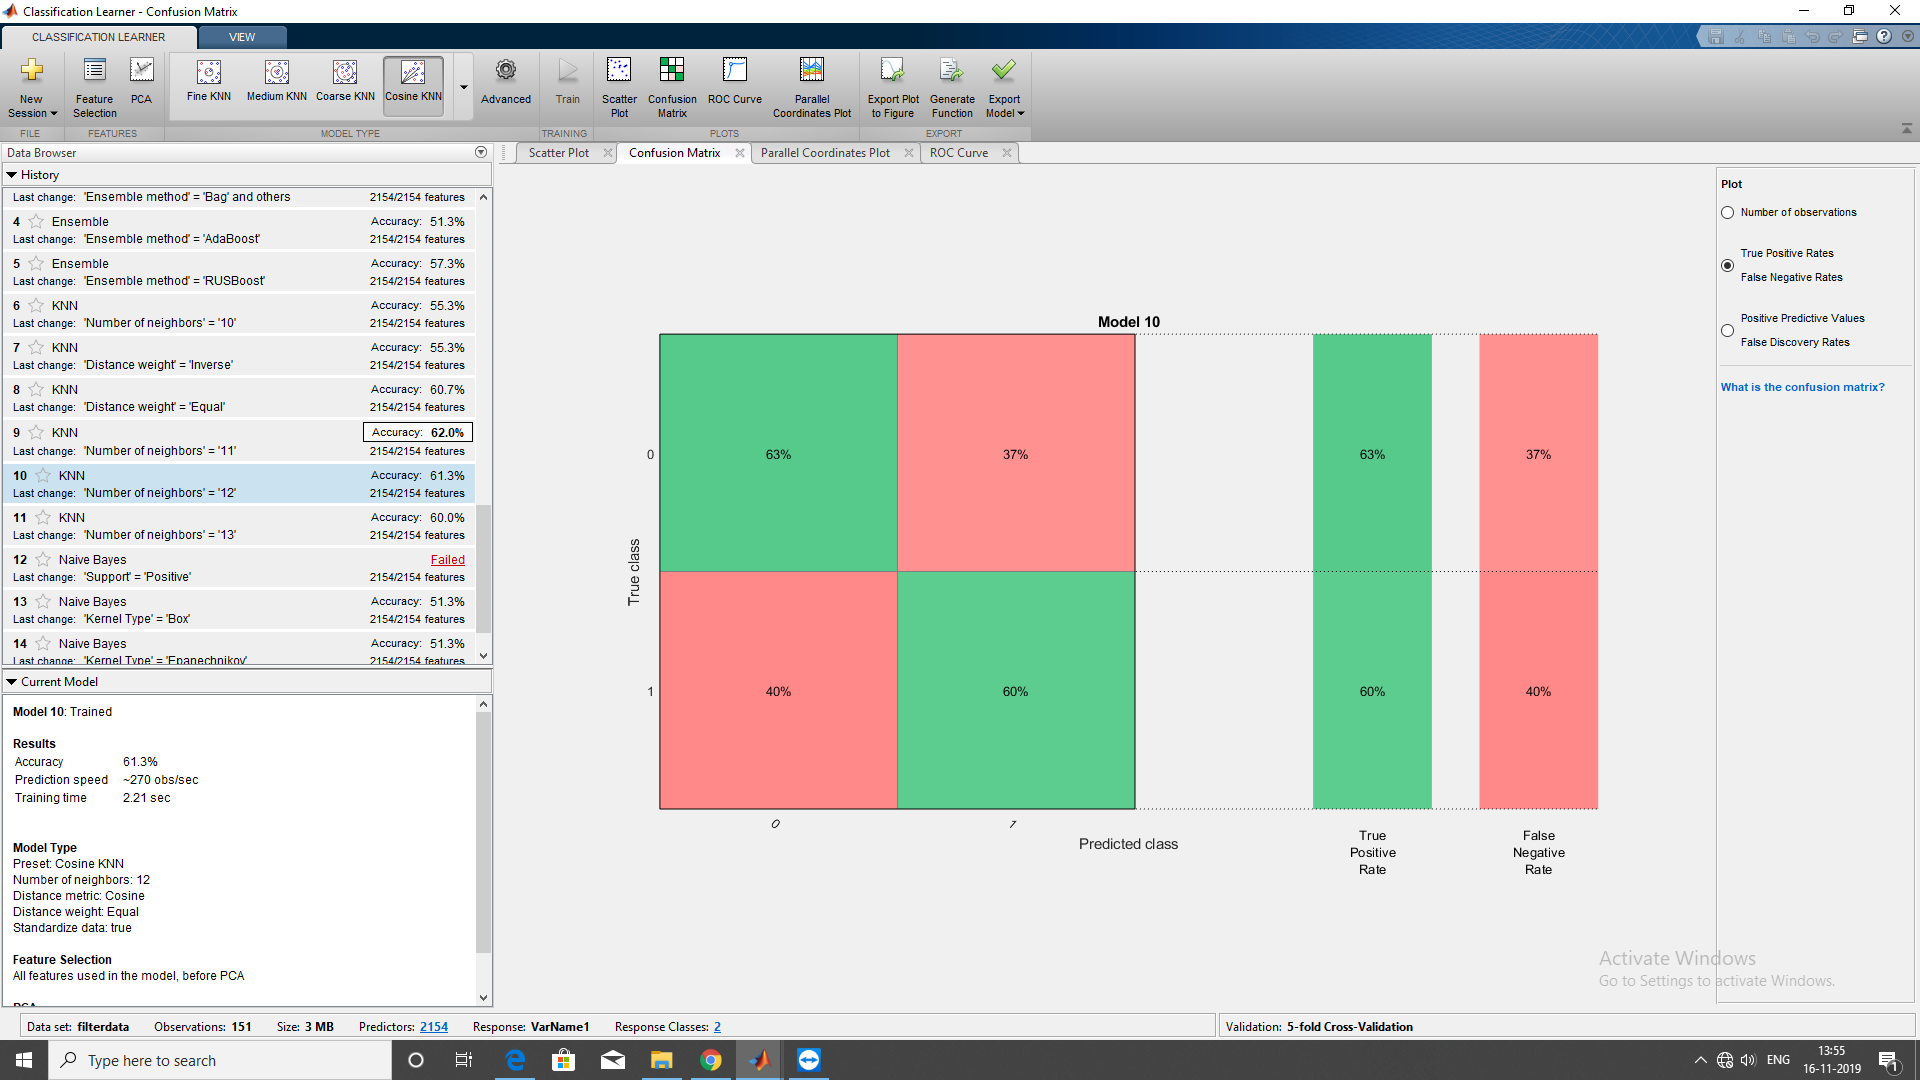 Classification Learner - Confusion Matrix
CLASSIFICATION LEARNER
VIEW
New Session
Feature Selection
PCA
Fine KNN
Medium KNN
Coarse KNN
Cosine KNN
Advanced
Train
Scatter Plot
Confusion Matrix
ROC Curve
Parallel Coordinates Plot
Export Plot to Figure
Generate Function
Export Model
FILE
FEATURES
MODEL TYPE
TRAINING
PLOTS
EXPORT
Data Browser
History
Last change: 'Ensemble method' = 'Bag' and others 2154/2154 features
4 Ensemble Accuracy: 51.3%
Last change: 'Ensemble method' = 'AdaBoost' 2154/2154 features
5 Ensemble Accuracy: 57.3%
Last change: 'Ensemble method' = 'RUSBoost' 2154/2154 features
6 KNN Accuracy: 55.3%
Last change: 'Number of neighbors' = '10' 2154/2154 features
7 KNN Accuracy: 55.3%
Last change: 'Distance weight' = 'Inverse' 2154/2154 features
8 KNN Accuracy: 60.7%
Last change: 'Distance weight' = 'Equal' 2154/2154 features
9 KNN Accuracy: 62.0%
Last change: 'Number of neighbors' = '11' 2154/2154 features
10 KNN Accuracy: 61.3%
Last change: 'Number of neighbors' = '12' 2154/2154 features
11 KNN Accuracy: 60.0%
Last change: 'Number of neighbors' = '13' 2154/2154 features
12 Naive Bayes Failed
Last change: 'Support' = 'Positive' 2154/2154 features
13 Naive Bayes Accuracy: 51.3%
Last change: 'Kernel Type' = 'Box' 2154/2154 features
14 Naive Bayes Accuracy: 51.3%
Last change: 'Kernel Type' = 'Epanechnikov' 2154/2154 features
Current Model
Model 10: Trained
Results
Accuracy 61.3%
Prediction speed ~270 obs/sec
Training time 2.21 sec
Model Type
Preset: Cosine KNN
Number of neighbors: 12
Distance metric: Cosine
Distance weight: Equal
Standardize data: true
Feature Selection
All features used in the model, before PCA
PCA
Scatter Plot
Confusion Matrix
Parallel Coordinates Plot
ROC Curve
Model 10
True class
0
63%
37%
63%
37%
1
40%
60%
60%
40%
0
1
Predicted class
True
Positive
Rate
False
Negative
Rate
Plot
Number of observations
True Positive Rates
False Negative Rates
Positive Predictive Values
False Discovery Rates
What is the confusion matrix?
Activate Windows
Go to Settings to activate Windows.
Data set: filterdata Observations: 151 Size: 3 MB Predictors: 2154 Response: VarName1 Response Classes: 2
Validation: 5-fold Cross-Validation
Type here to search
ENG
13:55
16-11-2019
1